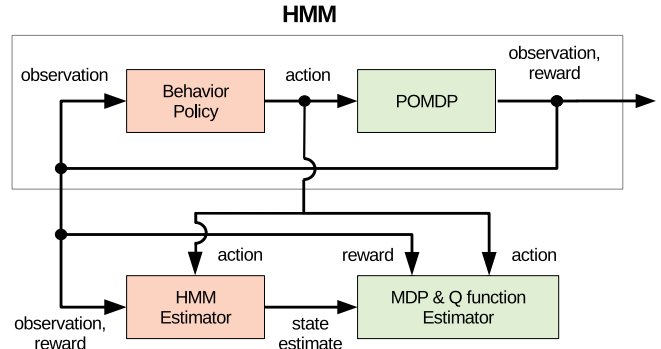 HMM
observation
Behavior
Policy
action
POMDP
observation,
reward
action
reward
action
observation,
reward
HMM
Estimator
state
estimate
MDP & Q function
Estimator